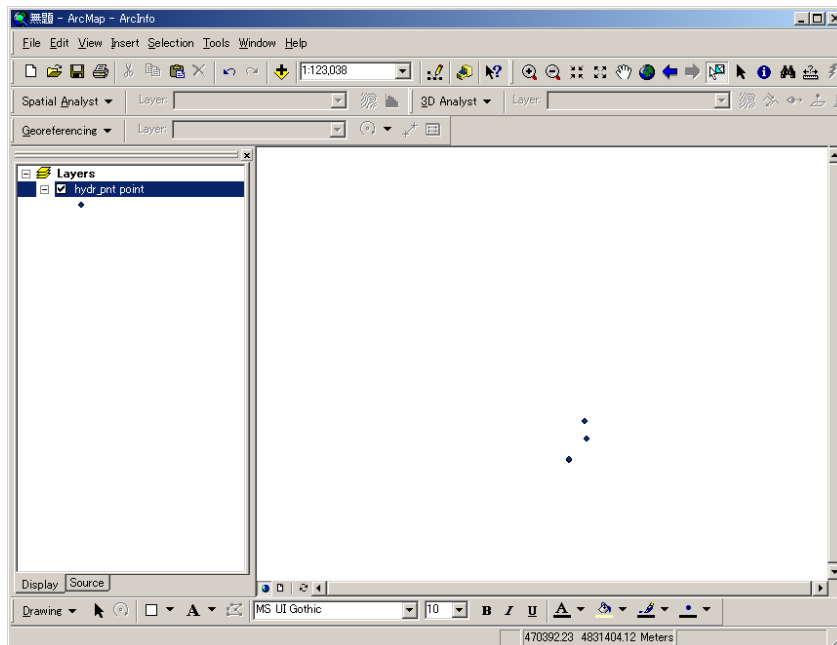 無題 - ArcMap - ArcInfo
File Edit View Insert Selection Tools Window Help
1:123,038
Spatial Analyst Layer: 3D Analyst Layer:
Georeferencing Layer:
Layers
hydr_pnt point
Display Source
Drawing A MS UI Gothic 10 B I U A
470392.23 4831404.12 Meters